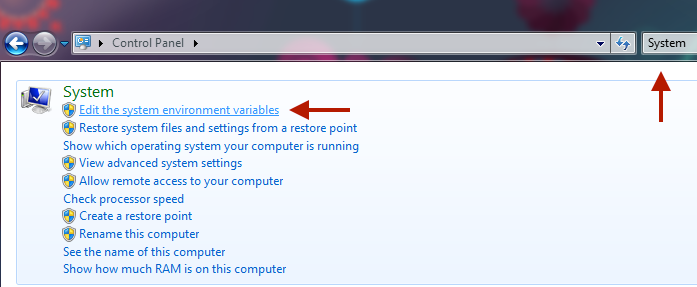 Control Panel
System
System
Edit the system environment variables
Restore system files and settings from a restore point
Show which operating system your computer is running
View advanced system settings
Allow remote access to your computer
Check processor speed
Create a restore point
Rename this computer
See the name of this computer
Show how much RAM is on this computer